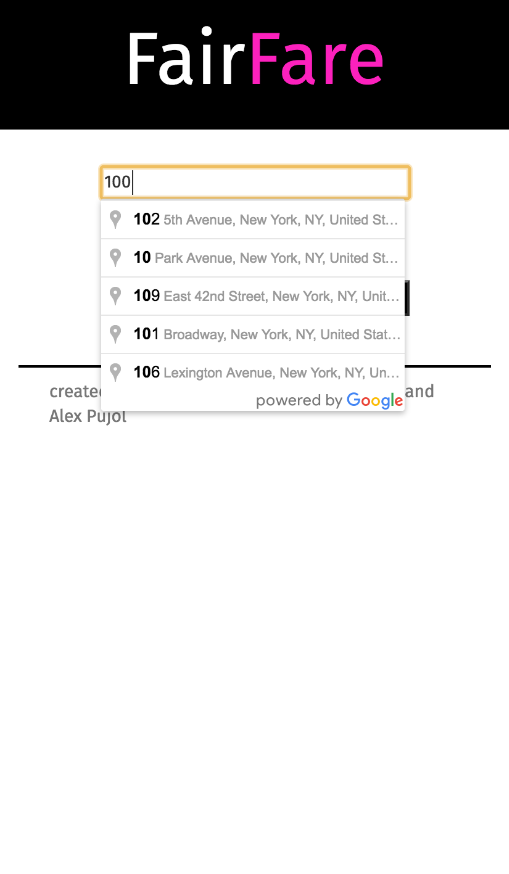 FairFare
100
102 5th Avenue, New York, NY, United St...
10 Park Avenue, New York, NY, United St...
109 East 42nd Street, New York, NY, Unit...
101 Broadway, New York, NY, United Stat...
106 Lexington Avenue, New York, NY, Un...
powered by Google
and
Alex Pujol